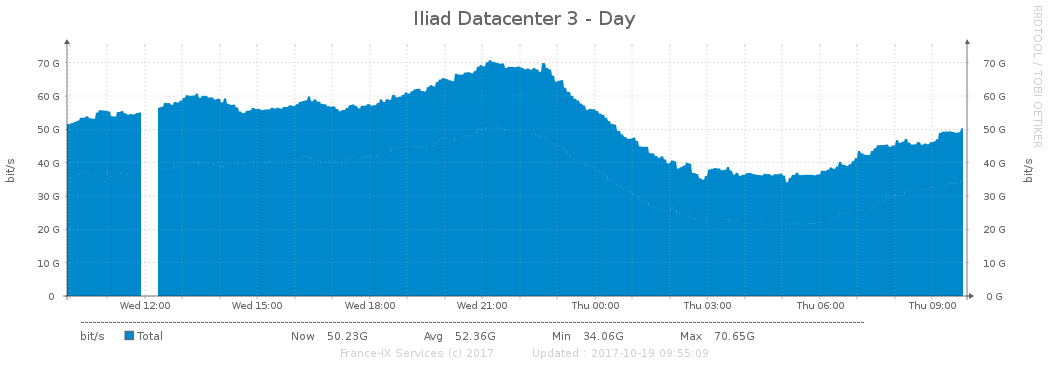 Iliad Datacenter 3 - Day
RRDTOOL / TOBI OETIKER
bit/s
bit/s
70 G 70 G
60 G 60 G
50 G 50 G
40 G 40 G
30 G 30 G
20 G 20 G
10 G 10 G
0 0 G
Wed 12:00 Wed 15:00 Wed 18:00 Wed 21:00 Thu 00:00 Thu 03:00 Thu 06:00 Thu 09:00
bit/s Total Now 50.23G Avg 52.36G Min 34.06G Max 70.65G
France-IX Services (c) 2017 Updated : 2017-10-19 09:55:09